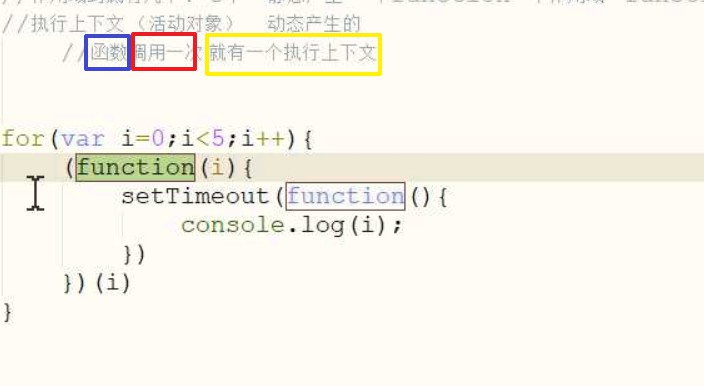 //执行上下文 (活动对象)  动态产生的
//函数调用一次 就有一个执行上下文
for(var i=0;i<5;i++){
(function(i){
setTimeout(function(){
console.log(i);
})
})(i)
}